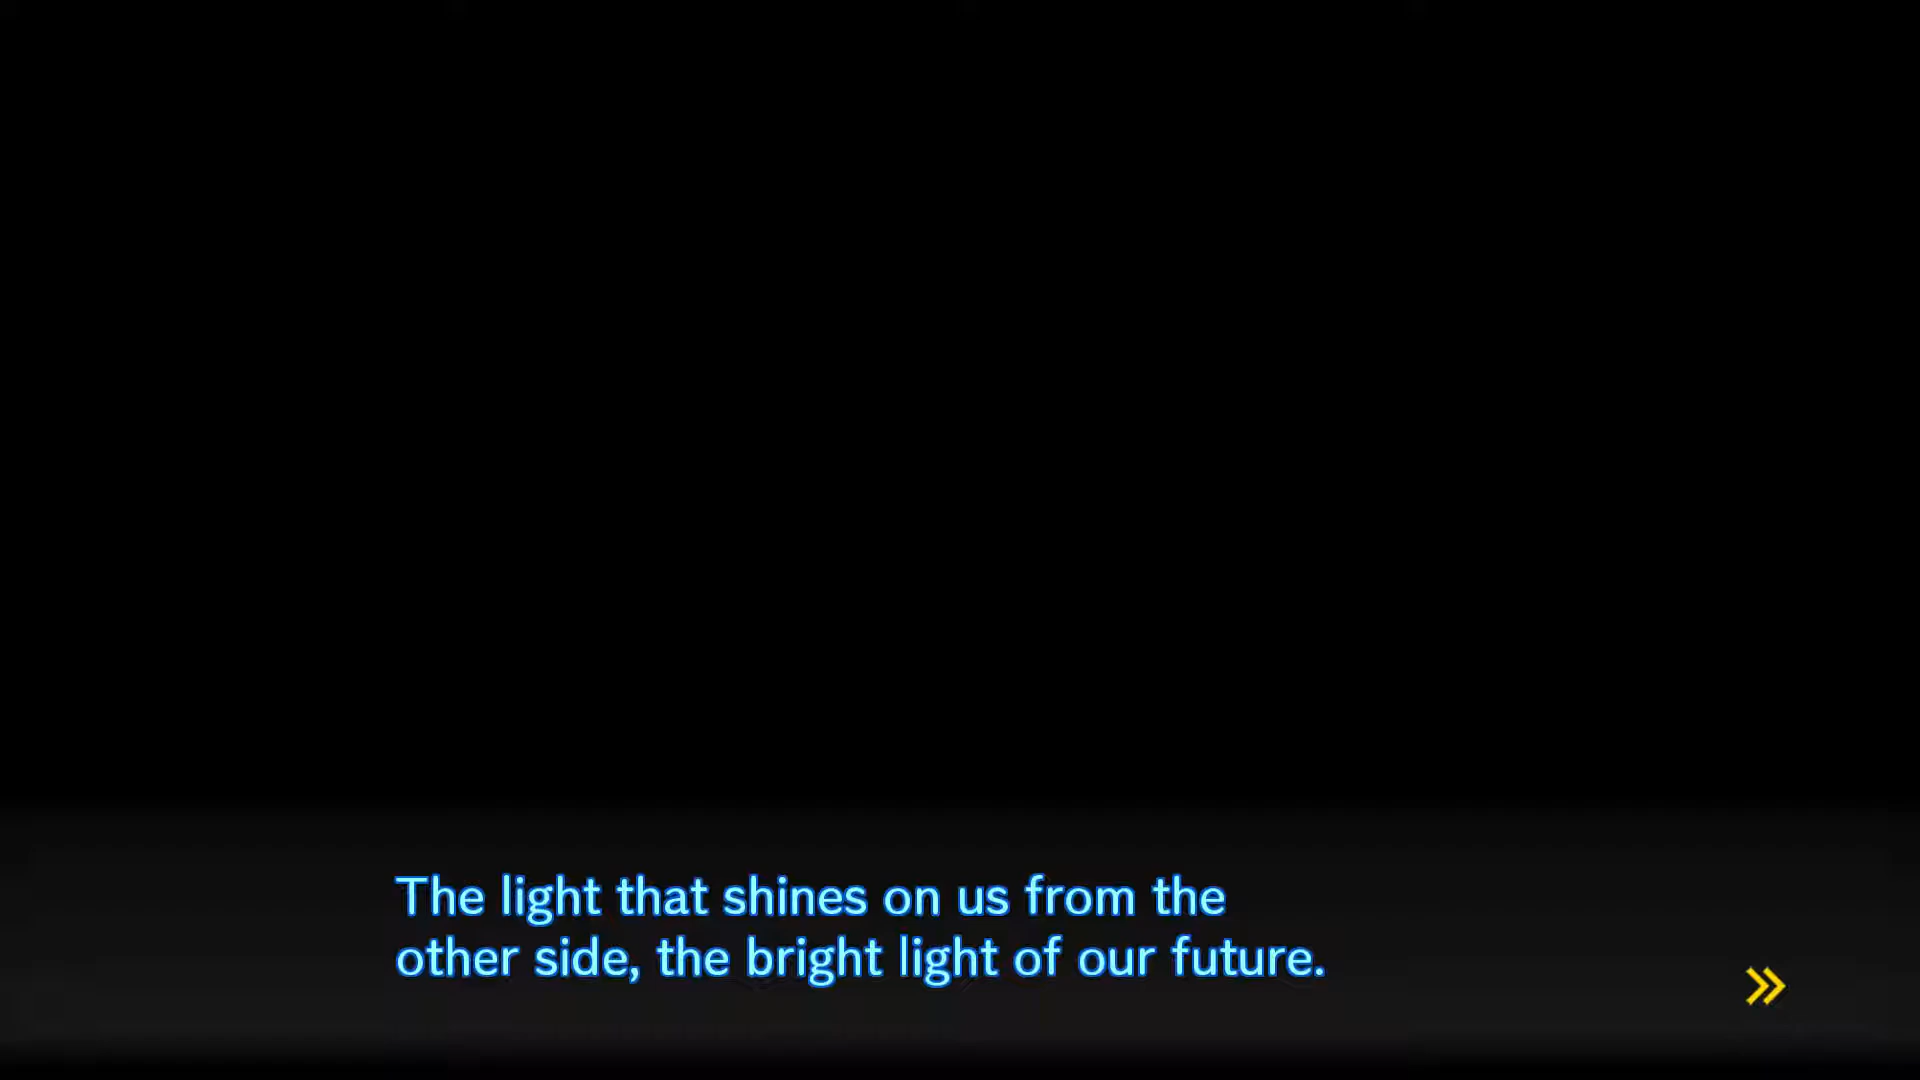 The light that shines on us from the
other side, the bright light of our future.